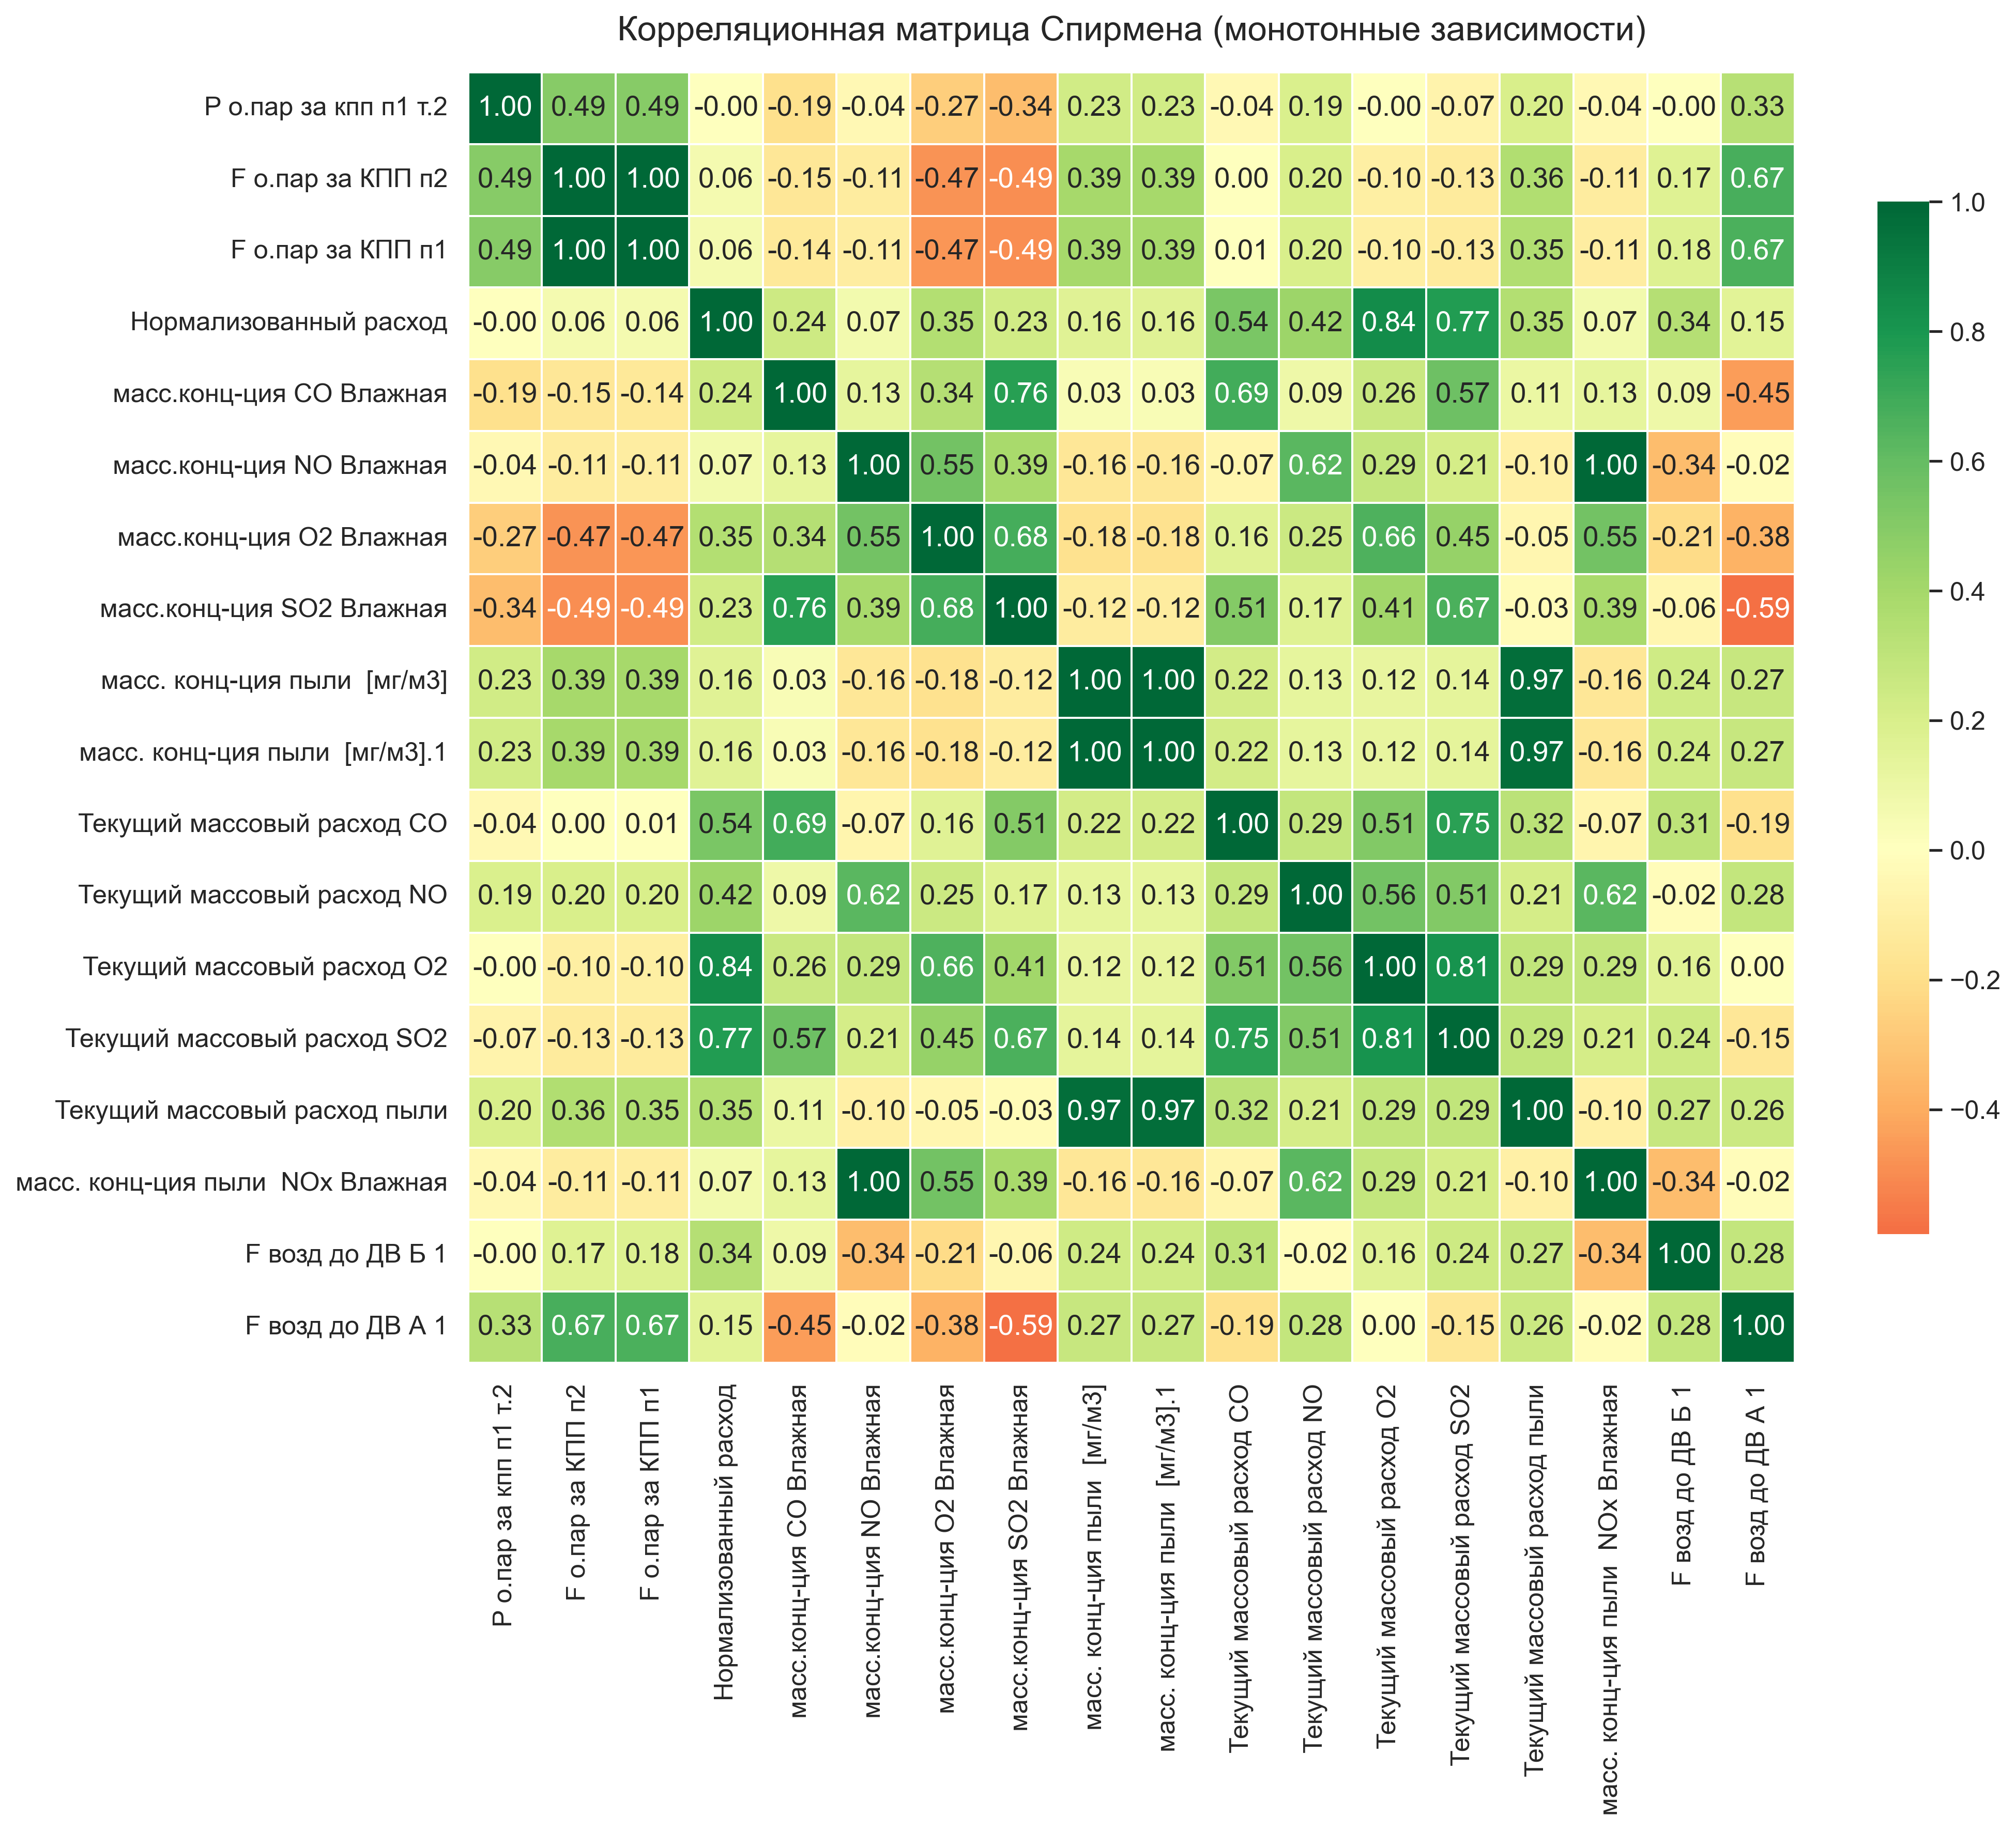 Корреляционная матрица Спирмена (монотонные зависимости)
P о.пар за кпп п1 т.2 1.00 0.49 0.49 -0.00 -0.19 -0.04 -0.27 -0.34 0.23 0.23 -0.04 0.19 -0.00 -0.07 0.20 -0.04 -0.00 0.33
F о.пар за КПП п2 0.49 1.00 1.00 0.06 -0.15 -0.11 -0.47 -0.49 0.39 0.39 0.00 0.20 -0.10 -0.13 0.36 -0.11 0.17 0.67
F о.пар за КПП п1 0.49 1.00 1.00 0.06 -0.14 -0.11 -0.47 -0.49 0.39 0.39 0.01 0.20 -0.10 -0.13 0.35 -0.11 0.18 0.67
Нормализованный расход -0.00 0.06 0.06 1.00 0.24 0.07 0.35 0.23 0.16 0.16 0.54 0.42 0.84 0.77 0.35 0.07 0.34 0.15
масс.конц-ция CO Влажная -0.19 -0.15 -0.14 0.24 1.00 0.13 0.34 0.76 0.03 0.03 0.69 0.09 0.26 0.57 0.11 0.13 0.09 -0.45
масс.конц-ция NO Влажная -0.04 -0.11 -0.11 0.07 0.13 1.00 0.55 0.39 -0.16 -0.16 -0.07 0.62 0.29 0.21 -0.10 1.00 -0.34 -0.02
масс.конц-ция O2 Влажная -0.27 -0.47 -0.47 0.35 0.34 0.55 1.00 0.68 -0.18 -0.18 0.16 0.25 0.66 0.45 -0.05 0.55 -0.21 -0.38
масс.конц-ция SO2 Влажная -0.34 -0.49 -0.49 0.23 0.76 0.39 0.68 1.00 -0.12 -0.12 0.51 0.17 0.41 0.67 -0.03 0.39 -0.06 -0.59
масс. конц-ция пыли  [мг/м3] 0.23 0.39 0.39 0.16 0.03 -0.16 -0.18 -0.12 1.00 1.00 0.22 0.13 0.12 0.14 0.97 -0.16 0.24 0.27
масс. конц-ция пыли  [мг/м3].1 0.23 0.39 0.39 0.16 0.03 -0.16 -0.18 -0.12 1.00 1.00 0.22 0.13 0.12 0.14 0.97 -0.16 0.24 0.27
Текущий массовый расход CO -0.04 0.00 0.01 0.54 0.69 -0.07 0.16 0.51 0.22 0.22 1.00 0.29 0.51 0.75 0.32 -0.07 0.31 -0.19
Текущий массовый расход NO 0.19 0.20 0.20 0.42 0.09 0.62 0.25 0.17 0.13 0.13 0.29 1.00 0.56 0.51 0.21 0.62 -0.02 0.28
Текущий массовый расход O2 -0.00 -0.10 -0.10 0.84 0.26 0.29 0.66 0.41 0.12 0.12 0.51 0.56 1.00 0.81 0.29 0.29 0.16 0.00
Текущий массовый расход SO2 -0.07 -0.13 -0.13 0.77 0.57 0.21 0.45 0.67 0.14 0.14 0.75 0.51 0.81 1.00 0.29 0.21 0.24 -0.15
Текущий массовый расход пыли 0.20 0.36 0.35 0.35 0.11 -0.10 -0.05 -0.03 0.97 0.97 0.32 0.21 0.29 0.29 1.00 -0.10 0.27 0.26
масс. конц-ция пыли  NOx Влажная -0.04 -0.11 -0.11 0.07 0.13 1.00 0.55 0.39 -0.16 -0.16 -0.07 0.62 0.29 0.21 -0.10 1.00 -0.34 -0.02
F возд до ДВ Б 1 -0.00 0.17 0.18 0.34 0.09 -0.34 -0.21 -0.06 0.24 0.24 0.31 -0.02 0.16 0.24 0.27 -0.34 1.00 0.28
F возд до ДВ А 1 0.33 0.67 0.67 0.15 -0.45 -0.02 -0.38 -0.59 0.27 0.27 -0.19 0.28 0.00 -0.15 0.26 -0.02 0.28 1.00
P о.пар за кпп п1 т.2
F о.пар за КПП п2
F о.пар за КПП п1
Нормализованный расход
масс.конц-ция CO Влажная
масс.конц-ция NO Влажная
масс.конц-ция O2 Влажная
масс.конц-ция SO2 Влажная
масс. конц-ция пыли  [мг/м3]
масс. конц-ция пыли  [мг/м3].1
Текущий массовый расход CO
Текущий массовый расход NO
Текущий массовый расход O2
Текущий массовый расход SO2
Текущий массовый расход пыли
масс. конц-ция пыли  NOx Влажная
F возд до ДВ Б 1
F возд до ДВ А 1
1.0
0.8
0.6
0.4
0.2
0.0
−0.2
−0.4